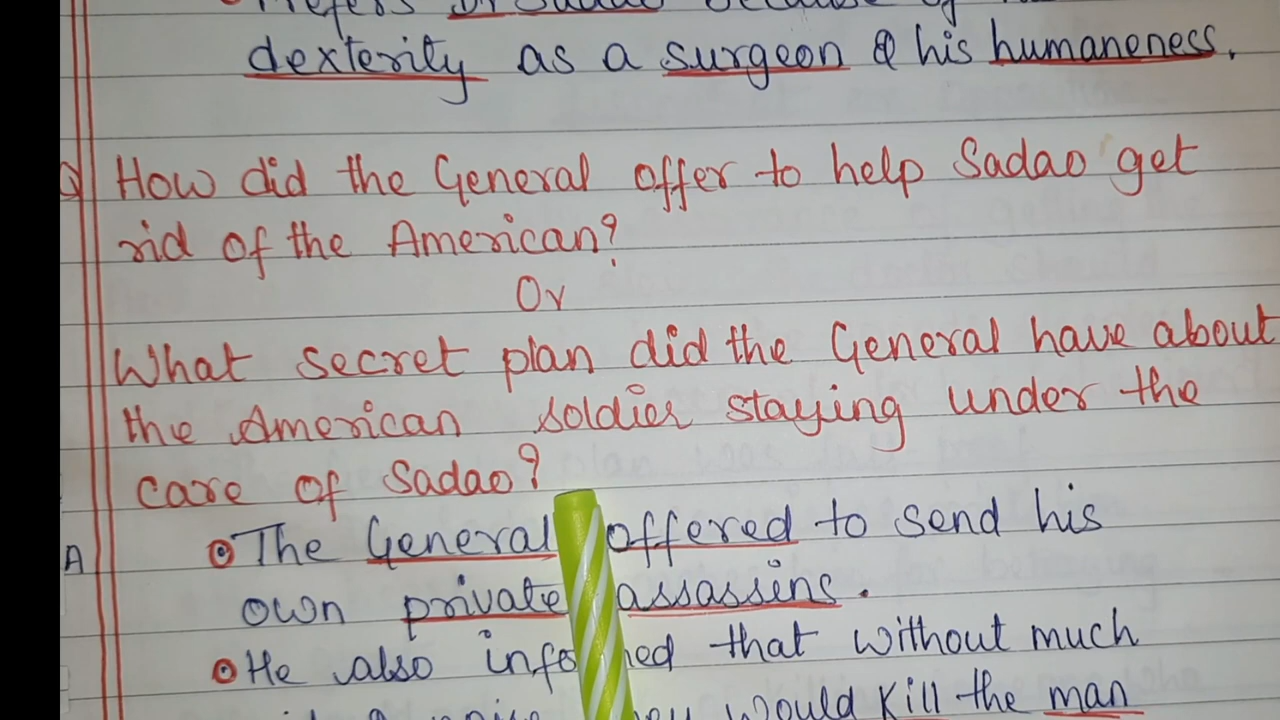 dexterity as a surgeon & his humaneness.
Q How did the General offer to help Sadao get
rid of the American?
Or
What secret plan did the General have about
the American soldier staying under the
care of Sadao?
A The General offered to send his
own private assassins.
He also that without much
would kill the man